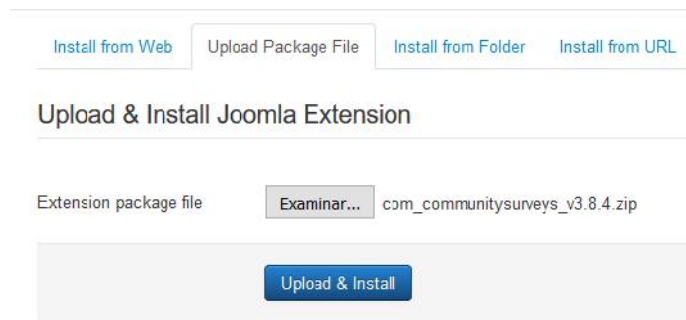 Install from Web Upload Package File Install from Folder Install from URL
Upload & Install Joomla Extension
Extension package file Examinar... com_communitysurveys_v3.8.4.zip
Upload & Install